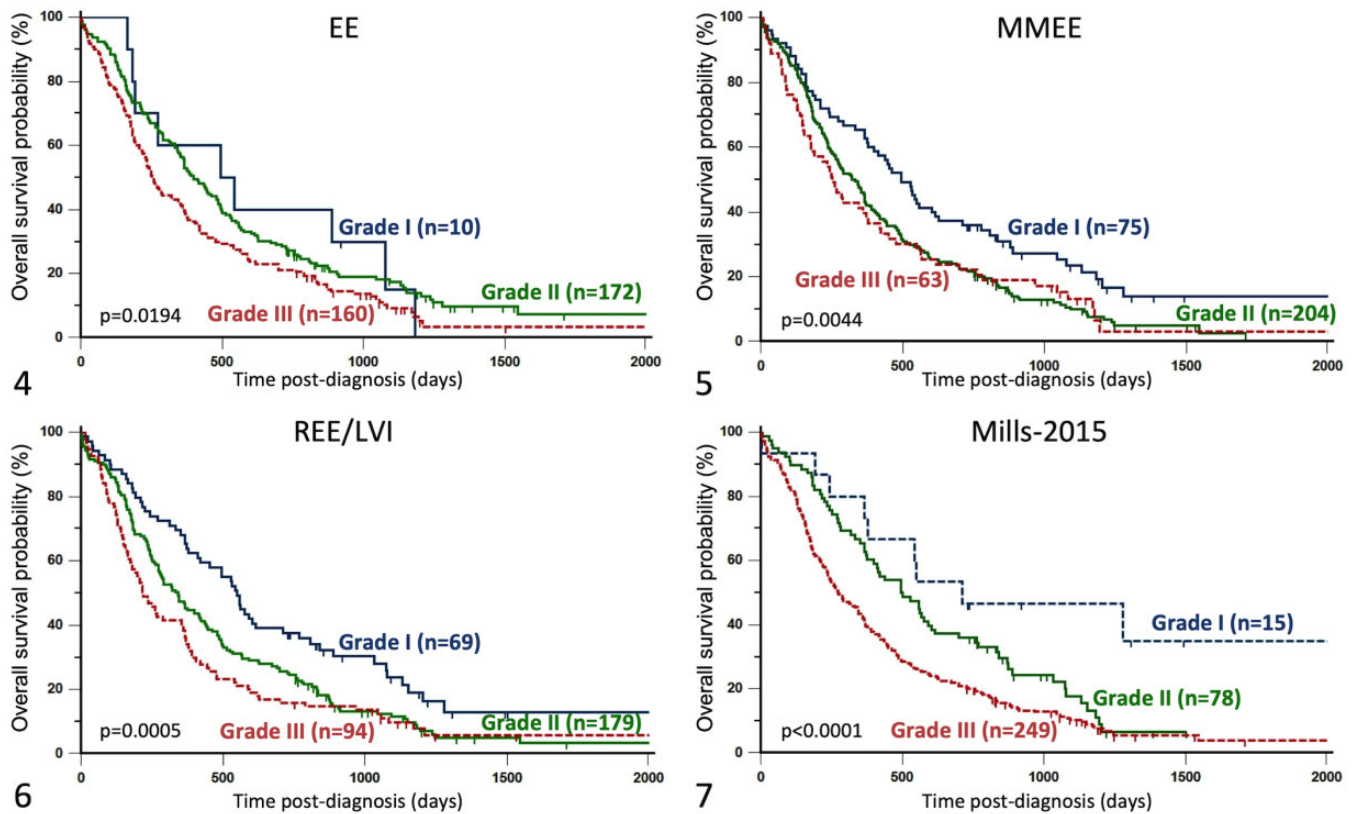 EE
Overall survival probability (%)
100
80
60
40
20
0
Grade I (n=10)
Grade II (n=172)
Grade III (n=160)
p=0.0194
0 500 1000 1500 2000
Time post-diagnosis (days)
4
MMEE
Overall survival probability (%)
100
80
60
40
20
0
Grade I (n=75)
Grade III (n=63)
Grade II (n=204)
p=0.0044
0 500 1000 1500 2000
Time post-diagnosis (days)
5
REE/LVI
Overall survival probability (%)
100
80
60
40
20
0
Grade I (n=69)
Grade II (n=179)
Grade III (n=94)
p=0.0005
0 500 1000 1500 2000
Time post-diagnosis (days)
6
Mills-2015
Overall survival probability (%)
100
80
60
40
20
0
Grade I (n=15)
Grade II (n=78)
Grade III (n=249)
p<0.0001
0 500 1000 1500 2000
Time post-diagnosis (days)
7